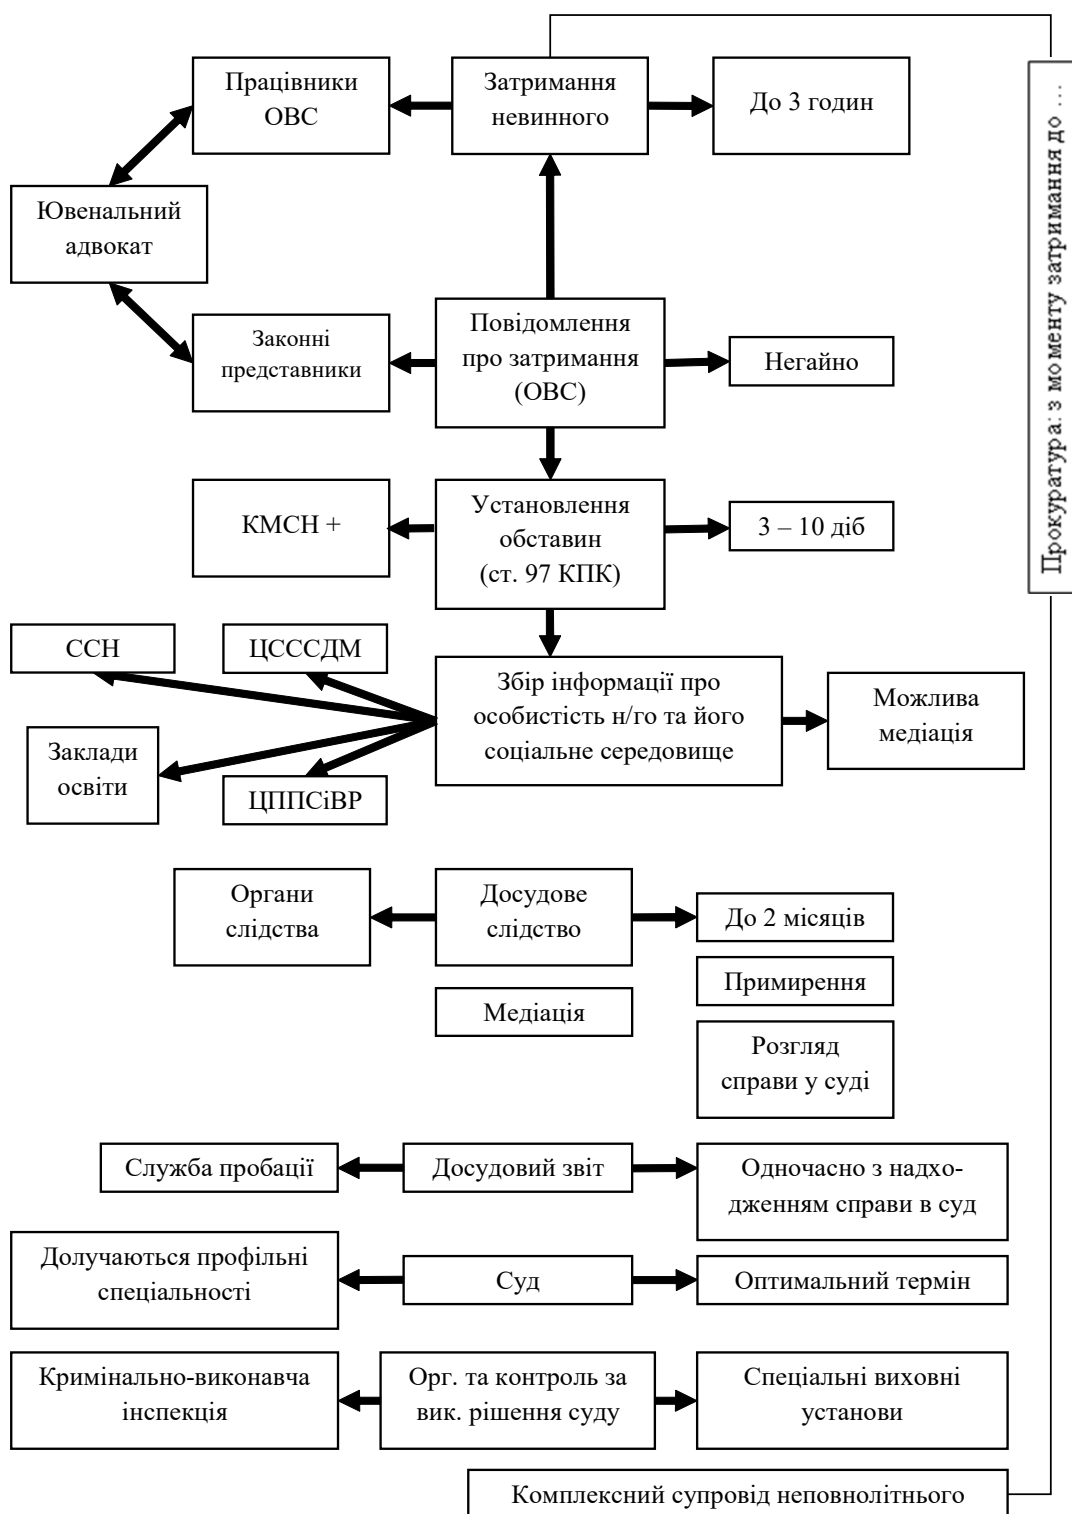 Працівники
ОВС
Затримання
невинного
До 3 годин
Прокуратура: з моменту затримання до …
Ювенальний
адвокат
Законні
представники
Повідомлення
про затримання
(ОВС)
Негайно
КМСН +
Установлення
обставин
(ст. 97 КПК)
3 – 10 діб
ССН
ЦСССДМ
Збір інформації про
особистість н/го та його
соціальне середовище
Можлива
медіація
Заклади
освіти
ЦППСіВР
Органи
слідства
Досудове
слідство
До 2 місяців
Примирення
Медіація
Розгляд
справи у суді
Служба пробації
Досудовий звіт
Одночасно з надхо-
дженням справи в суд
Долучаються профільні
спеціальності
Суд
Оптимальний термін
Кримінально-виконавча
інспекція
Орг. та контроль за
вик. рішення суду
Спеціальні виховні
установи
Комплексний супровід неповнолітнього